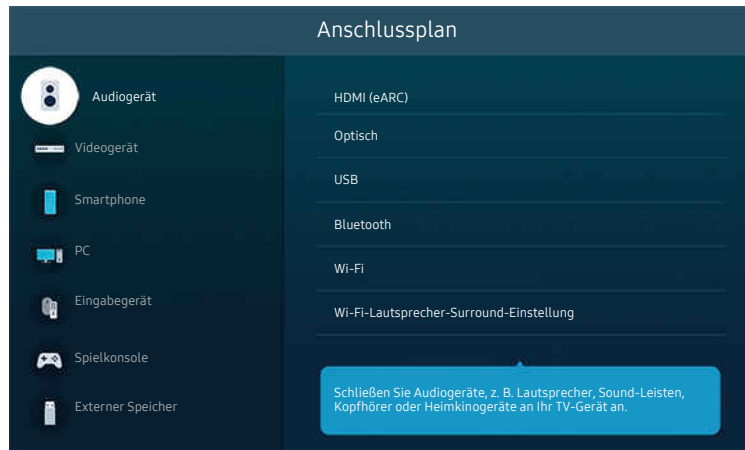 Anschlussplan
Audiogerät
Videogerät
Smartphone
PC
Eingabegerät
Spielkonsole
Externer Speicher
HDMI (eARC)
Optisch
USB
Bluetooth
Wi-Fi
Wi-Fi-Lautsprecher-Surround-Einstellung
Schließen Sie Audiogeräte, z. B. Lautsprecher, Sound-Leisten,
Kopfhörer oder Heimkinogeräte an Ihr TV-Gerät an.